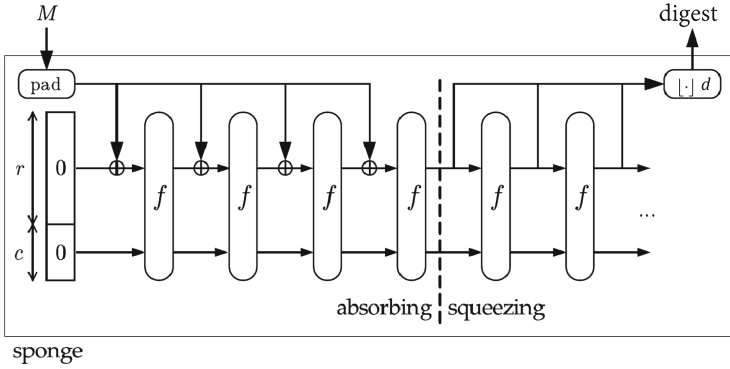 M
digest
pad
⌊·⌋ d
r
0
f f f f f f
c
0
...
absorbing squeezing
sponge